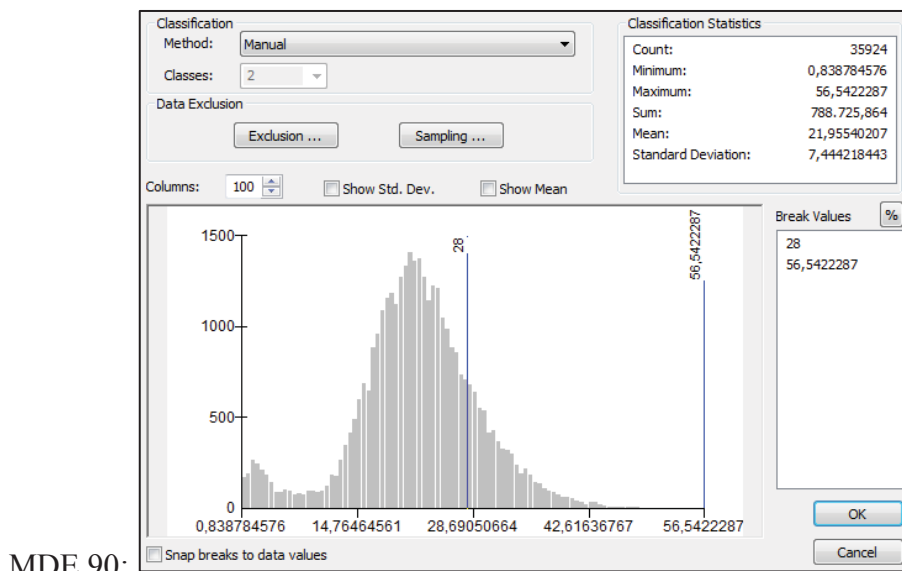 Classification
Method: Manual
Classes: 2
Data Exclusion
Exclusion ...
Sampling ...
Classification Statistics
Count: 35924
Minimum: 0,838784576
Maximum: 56,5422287
Sum: 788.725,864
Mean: 21,95540207
Standard Deviation: 7,444218443
Columns: 100
Show Std. Dev.
Show Mean
Break Values %
28
56,5422287
1500
1000
500
0
28
56,5422287
0,838784576 14,76464561 28,69050664 42,61636767 56,5422287
OK
Cancel
Snap breaks to data values
MDE 90: